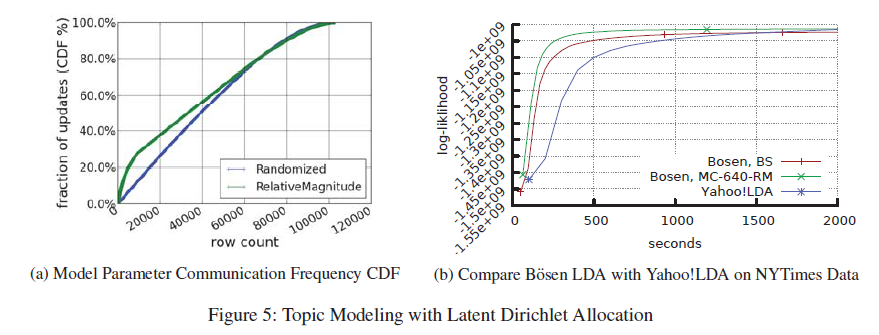 100.0%
80.0%
60.0%
40.0%
20.0%
0.0%
fraction of updates (CDF %)
Randomized
RelativeMagnitude
0
20000
40000
60000
80000
100000
120000
row count
(a) Model Parameter Communication Frequency CDF
log-liklihood
-1e+09
-1.05e+09
-1.1e+09
-1.15e+09
-1.2e+09
-1.25e+09
-1.3e+09
-1.35e+09
-1.4e+09
-1.45e+09
-1.5e+09
-1.55e+09
Bosen, BS
Bosen, MC-640-RM
Yahoo!LDA
0
500
1000
1500
2000
seconds
(b) Compare Bösen LDA with Yahoo!LDA on NYTimes Data
Figure 5: Topic Modeling with Latent Dirichlet Allocation